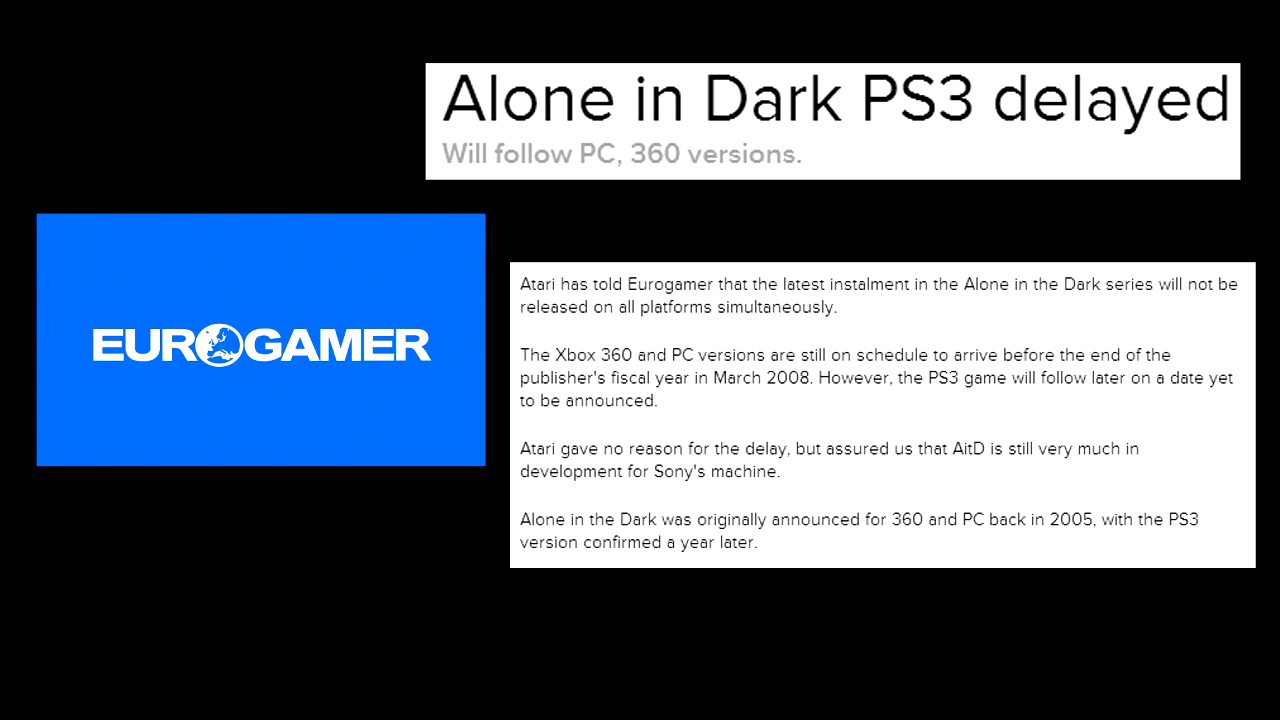 Alone in Dark PS3 delayed
Will follow PC, 360 versions.
EUROGAMER
Atari has told Eurogamer that the latest instalment in the Alone in the Dark series will not be
released on all platforms simultaneously.
The Xbox 360 and PC versions are still on schedule to arrive before the end of the
publisher's fiscal year in March 2008. However, the PS3 game will follow later on a date yet
to be announced.
Atari gave no reason for the delay, but assured us that AitD is still very much in
development for Sony's machine.
Alone in the Dark was originally announced for 360 and PC back in 2005, with the PS3
version confirmed a year later.